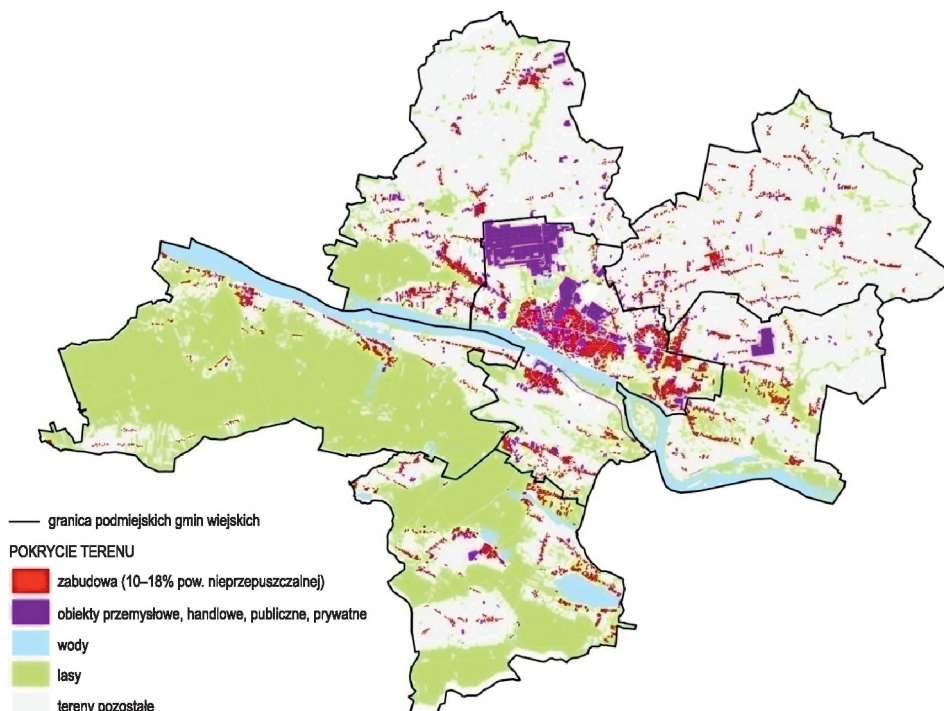 granica podmiejskich gmin wiejskich
POKRYCIE TERENU
zabudowa (10–18% pow. nieprzepuszczalnej)
obiekty przemysłowe, handlowe, publiczne, prywatne
wody
lasy
tereny pozostałe